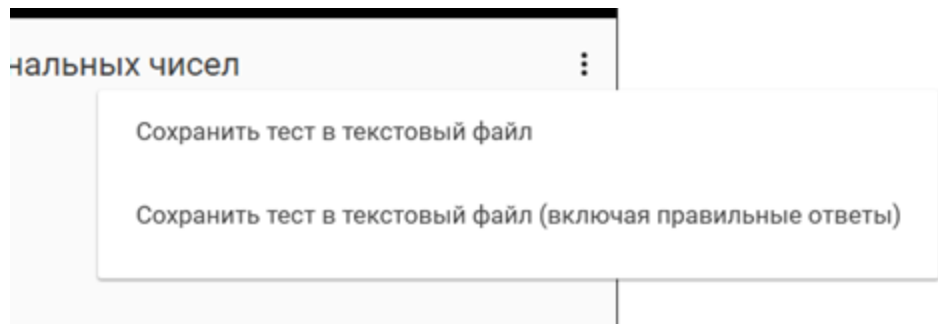 нальных чисел
Сохранить тест в текстовый файл
Сохранить тест в текстовый файл (включая правильные ответы)